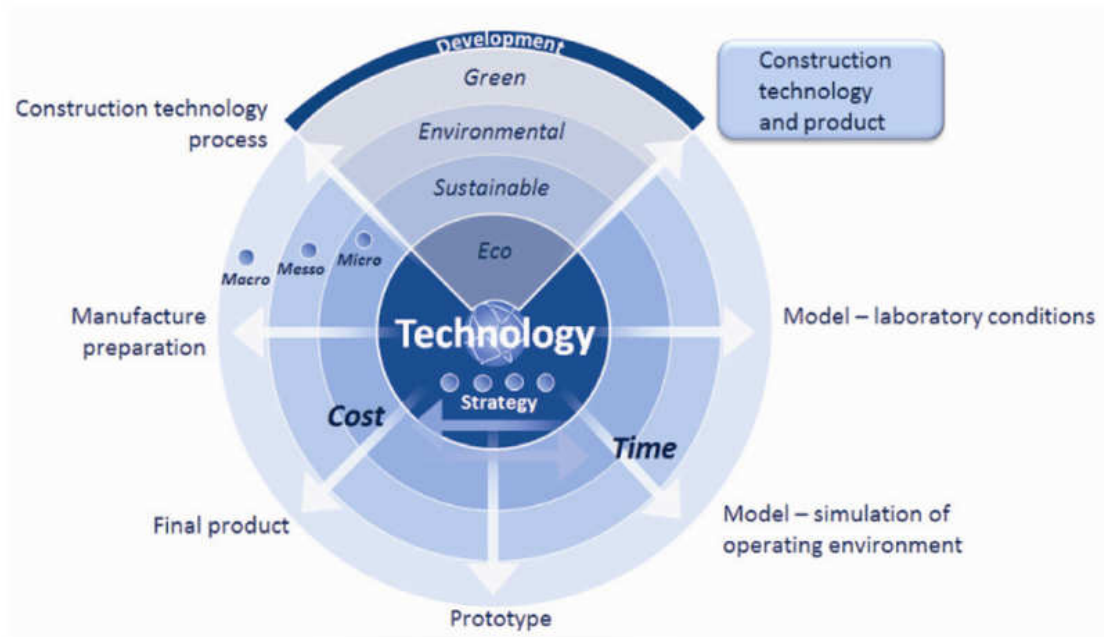 Development
Green
Environmental
Sustainable
Eco
Construction
technology
and product
Construction technology
process
Macro
Messo
Micro
Manufacture
preparation
Technology
Model – laboratory conditions
Strategy
Cost
Time
Final product
Model – simulation of
operating environment
Prototype